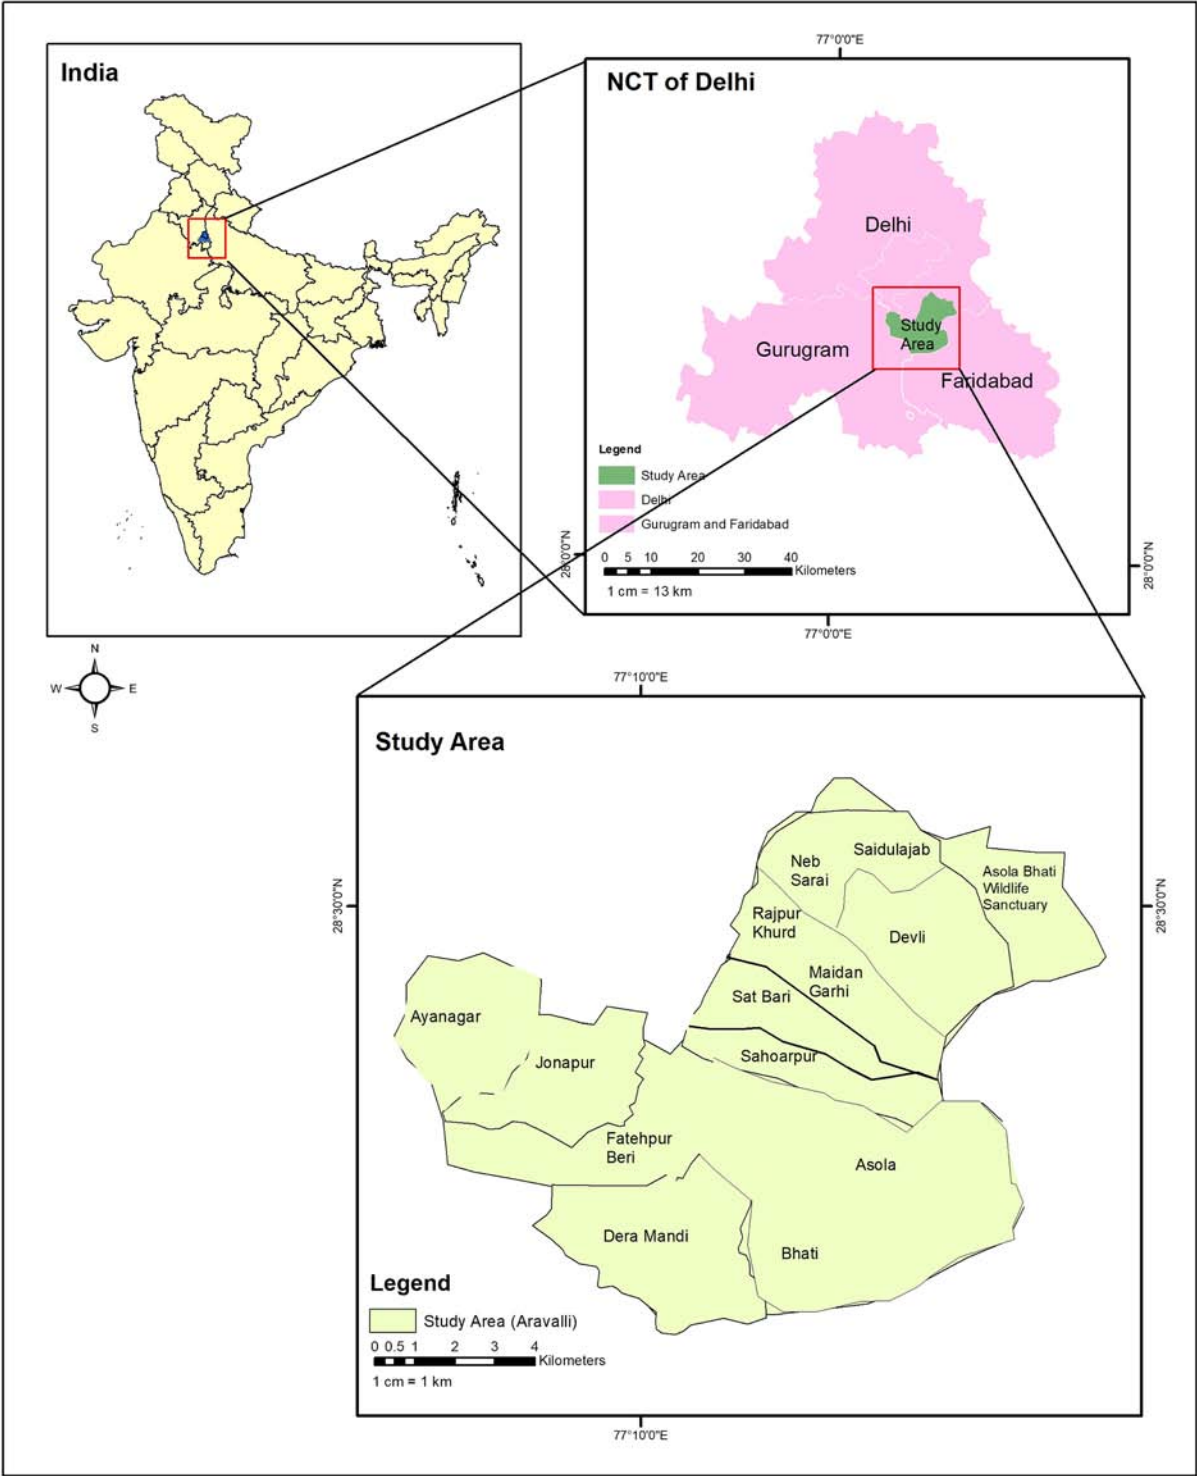 India
77°0'0"E
NCT of Delhi
Delhi
Study
Area
Gurugram
Faridabad
Legend
Study Area
Delhi
Gurugram and Faridabad
0 5 10 20 30 40
Kilometers
1 cm = 13 km
28°0'0"N
28°0'0"N
77°0'0"E
N
W E
S
77°10'0"E
Study Area
28°30'0"N
28°30'0"N
Neb
Sarai
Saidulajab
Asola Bhati
Wildlife
Sanctuary
Rajpur
Khurd
Devli
Maidan
Garhi
Sat Bari
Ayanagar
Jonapur
Sahoarpur
Fatehpur
Beri
Asola
Dera Mandi
Bhati
Legend
Study Area (Aravalli)
0 0.5 1 2 3 4
Kilometers
1 cm = 1 km
77°10'0"E